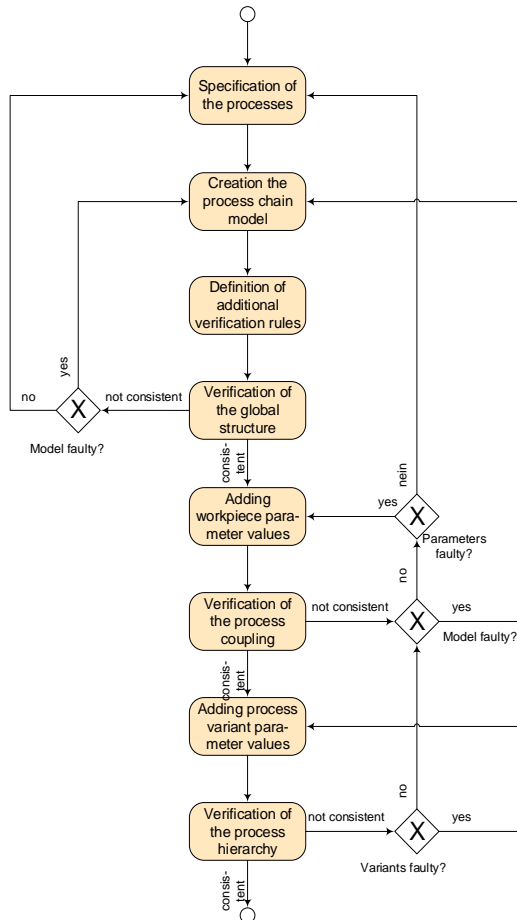 Specification of
the processes
Creation the
process chain
model
Definition of
additional
verification rules
yes
no
not consistent
Verification of
the global
structure
Model faulty?
consis-
tent
nein
Adding
workpiece para-
meter values
yes
Parameters
faulty?
no
Verification of
the process
coupling
not consistent
yes
Model faulty?
consis-
tent
Adding process
variant para-
meter values
no
Verification of
the process
hierarchy
not consistent
yes
Variants faulty?
consis-
tent
X
X
X
X